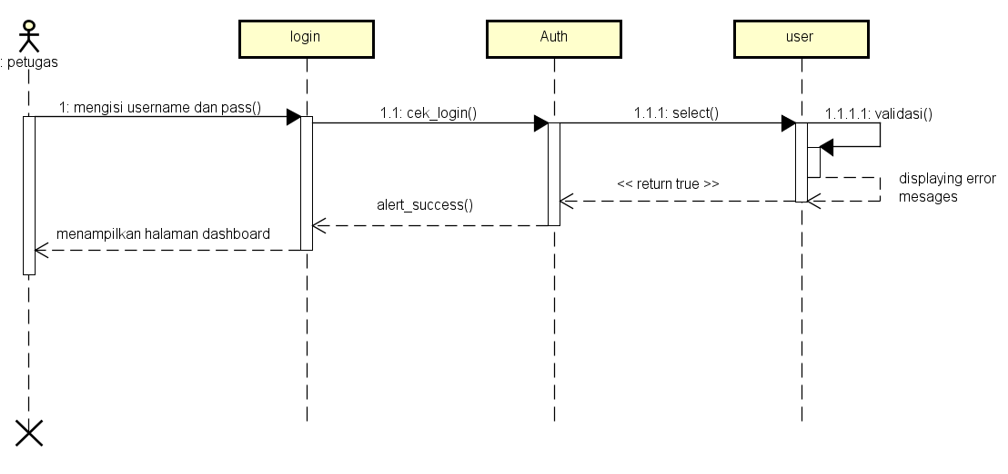 login
Auth
user
: petugas
1: mengisi username dan pass()
1.1: cek_login()
1.1.1: select()
1.1.1.1: validasi()
displaying error
mesages
<< return true >>
alert_success()
menampilkan halaman dashboard